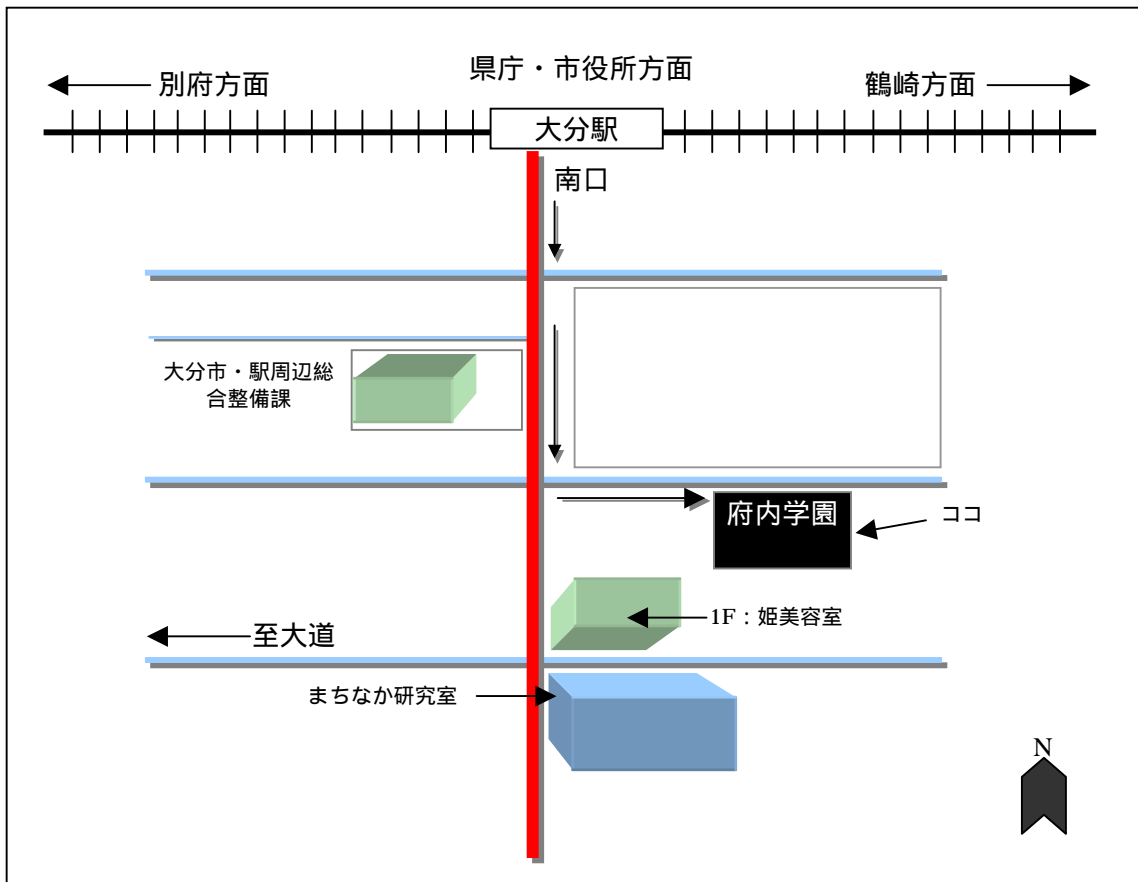 県庁・市役所方面
別府方面
鶴崎方面
大分駅
南口
大分市・駅周辺総
合整備課
府内学園
ココ
1F：姫美容室
至大道
まちなか研究室
N